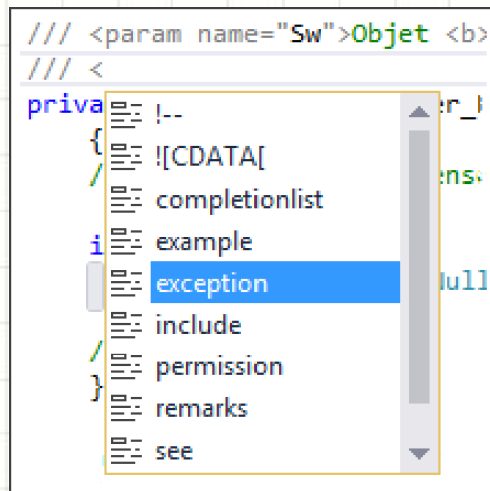 /// <param name="Sw">Objet <b>
/// <
priva
{
/
i
/
}
!--
![CDATA[
completionlist
example
exception
include
permission
remarks
see